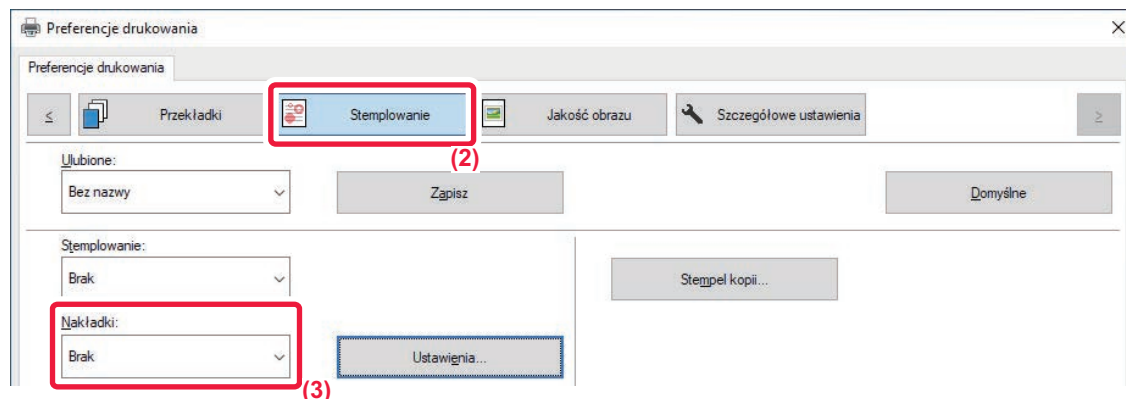 Preferencje drukowania
Preferencje drukowania
Przekładki Stemplowanie Jakość obrazu Szczegółowe ustawienia
(2)
Ulubione:
Bez nazwy Zapisz Domyślne
Stemplowanie:
Brak Stempel kopii...
Nakładki:
Brak Ustawienia...
(3)